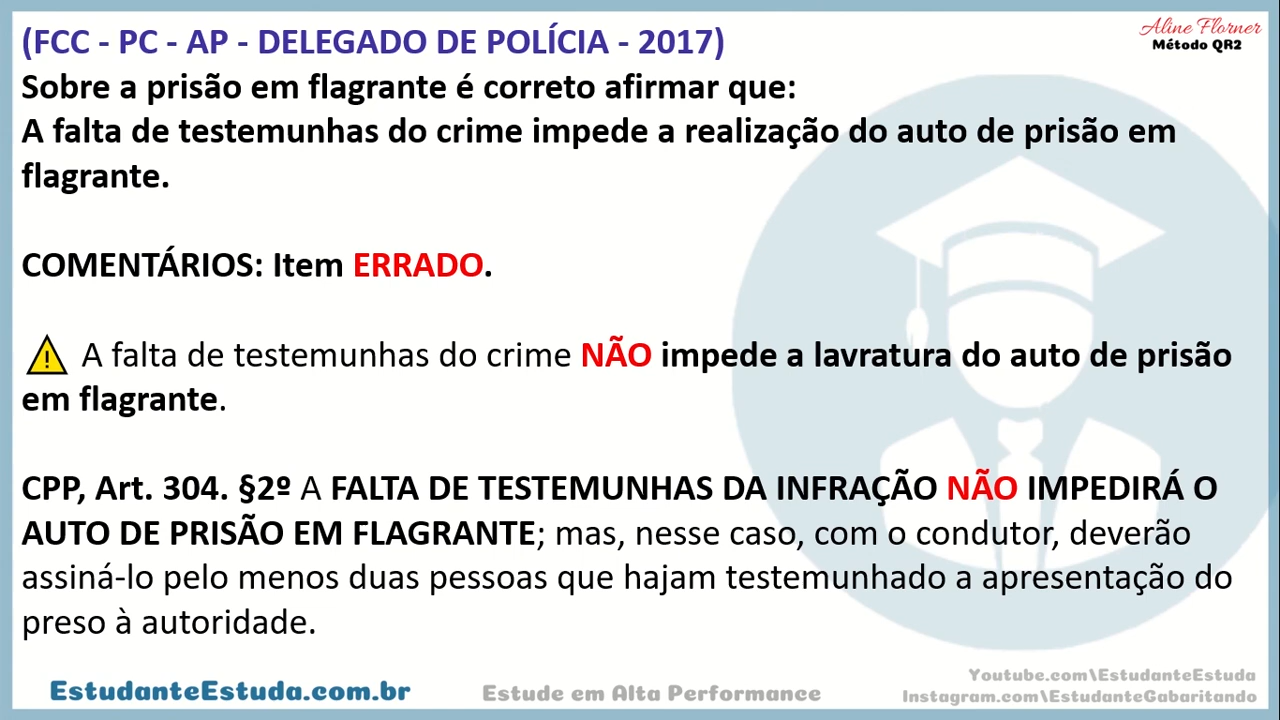 Aline Florner
Método QR2
(FCC - PC - AP - DELEGADO DE POLÍCIA - 2017)
Sobre a prisão em flagrante é correto afirmar que:
A falta de testemunhas do crime impede a realização do auto de prisão em
flagrante.
COMENTÁRIOS: Item ERRADO.
A falta de testemunhas do crime NÃO impede a lavratura do auto de prisão
em flagrante.
CPP, Art. 304. §2º A FALTA DE TESTEMUNHAS DA INFRAÇÃO NÃO IMPEDIRÁ O
AUTO DE PRISÃO EM FLAGRANTE; mas, nesse caso, com o condutor, deverão
assiná-lo pelo menos duas pessoas que hajam testemunhado a apresentação do
preso à autoridade.
EstudanteEstuda.com.br
Estude em Alta Performance
Youtube.com\EstudanteEstuda
Instagram.com\EstudanteGabaritando